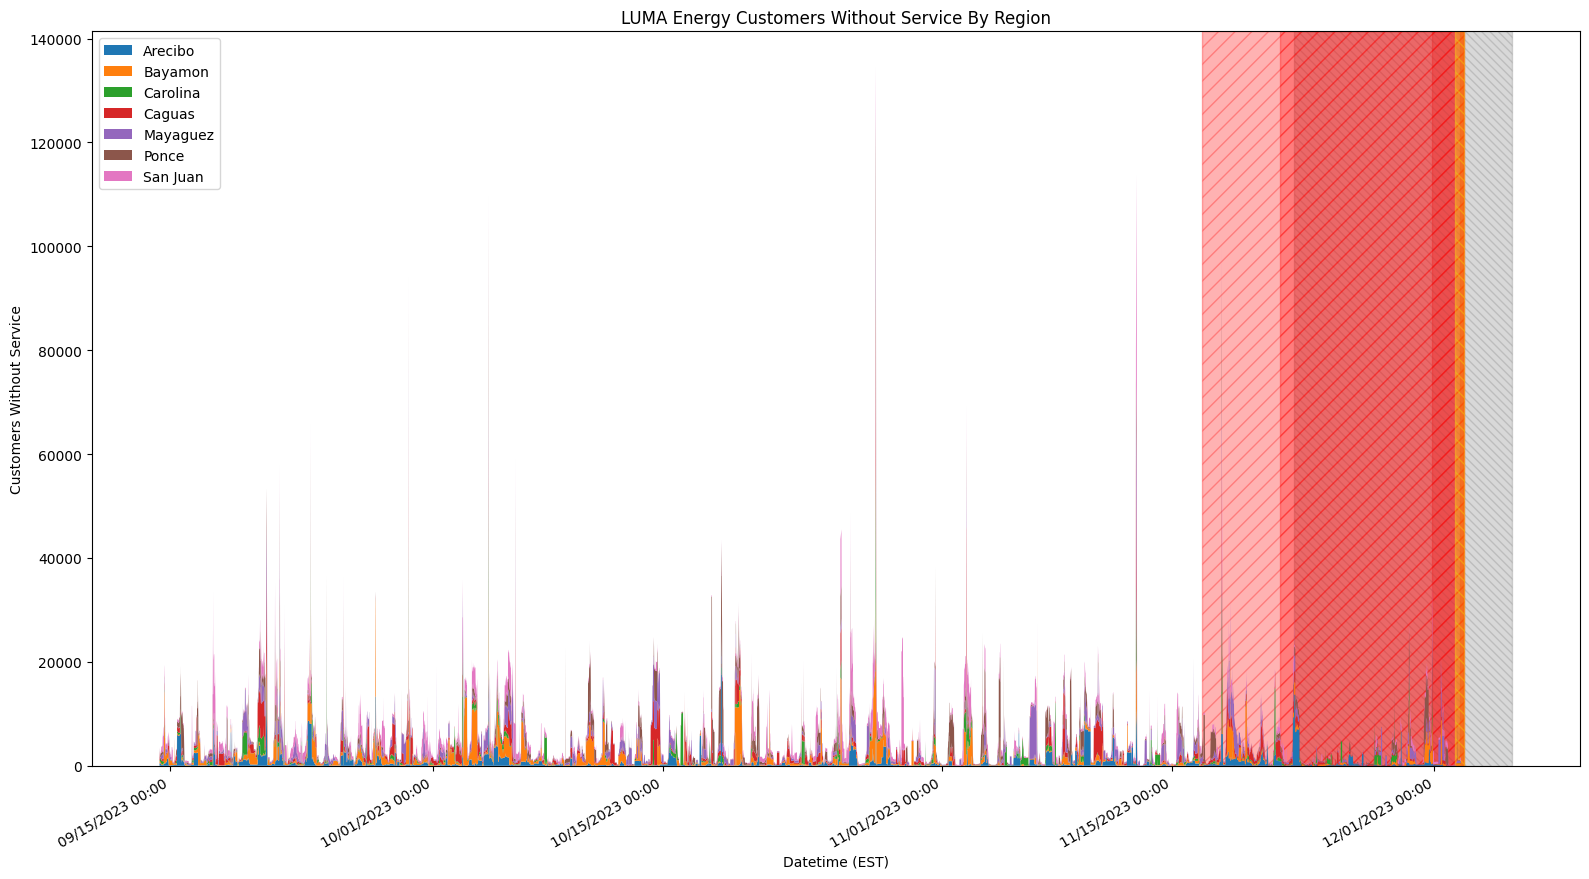 LUMA Energy Customers Without Service By Region
140000
120000
100000
80000
60000
40000
20000
0
Customers Without Service
Arecibo
Bayamon
Carolina
Caguas
Mayaguez
Ponce
San Juan
09/15/2023 00:00
10/01/2023 00:00
10/15/2023 00:00
11/01/2023 00:00
11/15/2023 00:00
12/01/2023 00:00
Datetime (EST)